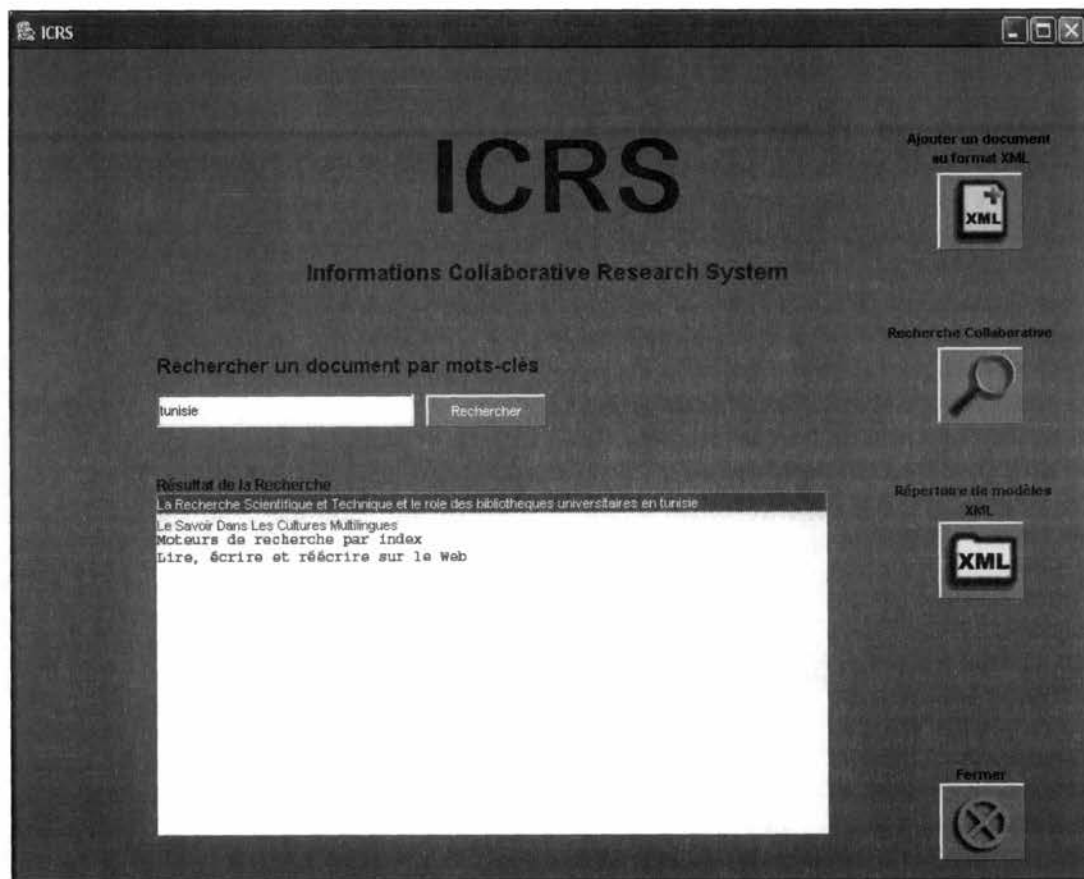 ICRS
ICRS
Informations Collaborative Research System
Ajouter un document
au format XML
XML
Recherche Collaborative
Rechercher un document par mots-clés
tunisie
Rechercher
Répertoire de modèles
XML
XML
Résultat de la Recherche
La Recherche Scientifique et Technique et le role des bibliotheques universitaires en tunisie
Le Savoir Dans Les Cultures Multilingues
Moteurs de recherche par index
Lire, écrire et réécrire sur le Web
Fermer